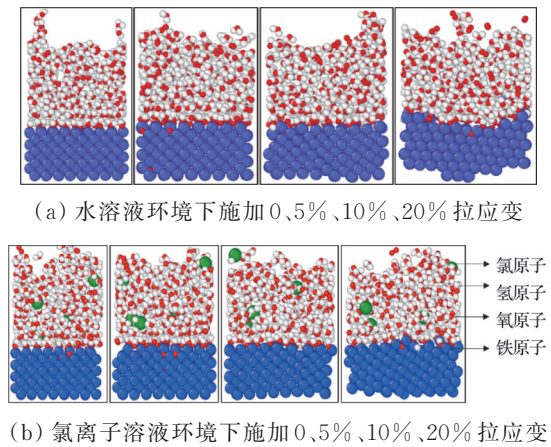 (a) 水溶液环境下施加0、5%、10%、20%拉应变
氯原子
氢原子
氧原子
铁原子
(b) 氯离子溶液环境下施加0、5%、10%、20%拉应变